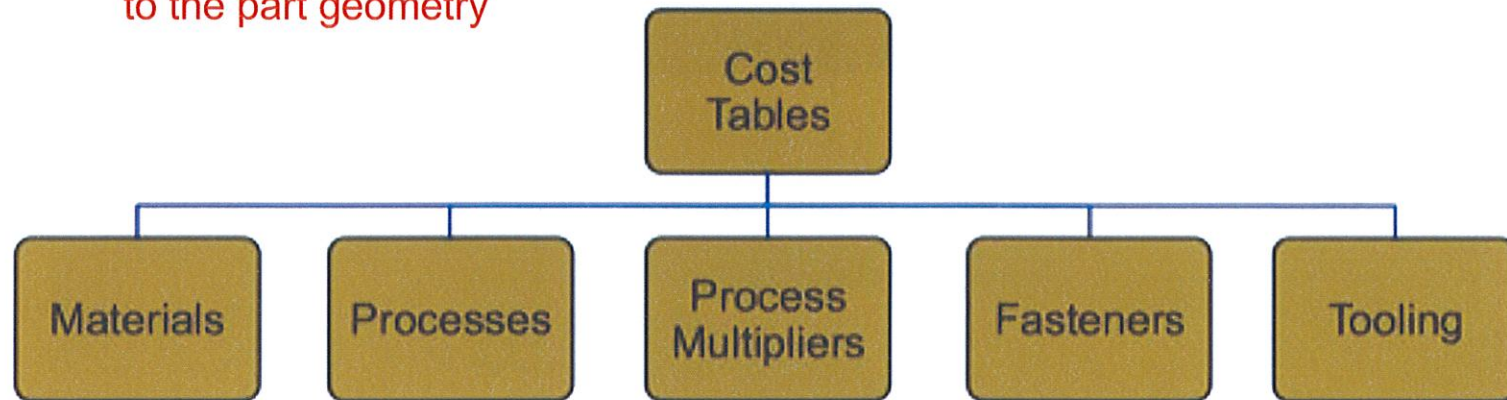 to the part geometry
Cost
Tables
Materials
Processes
Process
Multipliers
Fasteners
Tooling